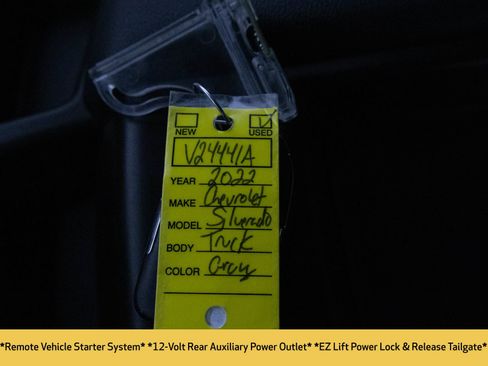 NEW USED
V24441A
YEAR 2022
MAKE Chevrolet
MODEL Silverado
BODY Truck
COLOR Gray
*Remote Vehicle Starter System* *12-Volt Rear Auxiliary Power Outlet* *EZ Lift Power Lock & Release Tailgate*